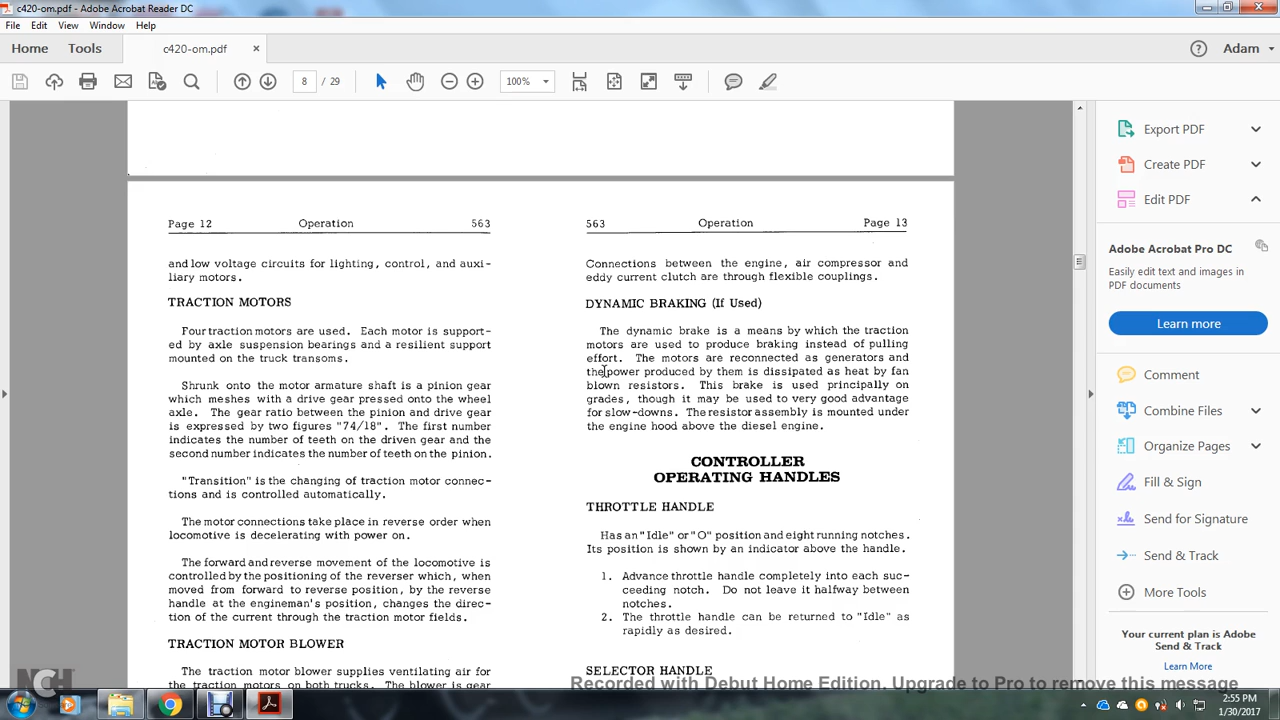 c420-om.pdf - Adobe Acrobat Reader DC
File Edit View Window Help
Home Tools c420-om.pdf × Adam
8 / 29 100%
Page 12 Operation 563
and low voltage circuits for lighting, control, and auxi-
liary motors.
TRACTION MOTORS
Four traction motors are used. Each motor is support-
ed by axle suspension bearings and a resilient support
mounted on the truck transoms.
Shrunk onto the motor armature shaft is a pinion gear
which meshes with a drive gear pressed onto the wheel
axle. The gear ratio between the pinion and drive gear
is expressed by two figures "74/18". The first number
indicates the number of teeth on the driven gear and the
second number indicates the number of teeth on the pinion.
"Transition" is the changing of traction motor connec-
tions and is controlled automatically.
The motor connections take place in reverse order when
locomotive is decelerating with power on.
The forward and reverse movement of the locomotive is
controlled by the positioning of the reverser which, when
moved from forward to reverse position, by the reverse
handle at the engineman's position, changes the direc-
tion of the current through the traction motor fields.
TRACTION MOTOR BLOWER
The traction motor blower supplies ventilating air for
the traction motors on both trucks. The blower is gear
563 Operation Page 13
Connections between the engine, air compressor and
eddy current clutch are through flexible couplings.
DYNAMIC BRAKING (If Used)
The dynamic brake is a means by which the traction
motors are used to produce braking instead of pulling
effort. The motors are reconnected as generators and
the power produced by them is dissipated as heat by fan
blown resistors. This brake is used principally on
grades, though it may be used to very good advantage
for slow-downs. The resistor assembly is mounted under
the engine hood above the diesel engine.
CONTROLLER
OPERATING HANDLES
THROTTLE HANDLE
Has an "Idle" or "O" position and eight running notches.
Its position is shown by an indicator above the handle.
1. Advance throttle handle completely into each suc-
ceeding notch. Do not leave it halfway between
notches.
2. The throttle handle can be returned to "Idle" as
rapidly as desired.
SELECTOR HANDLE
Export PDF
Create PDF
Edit PDF
Adobe Acrobat Pro DC
Easily edit text and images in
PDF documents
Learn more
Comment
Combine Files
Organize Pages
Fill & Sign
Send for Signature
Send & Track
More Tools
Your current plan is Adobe
Send & Track
Learn More
NCH
Recorded with Debut Home Edition. Upgrade to Pro to remove this message
2:55 PM
1/30/2017